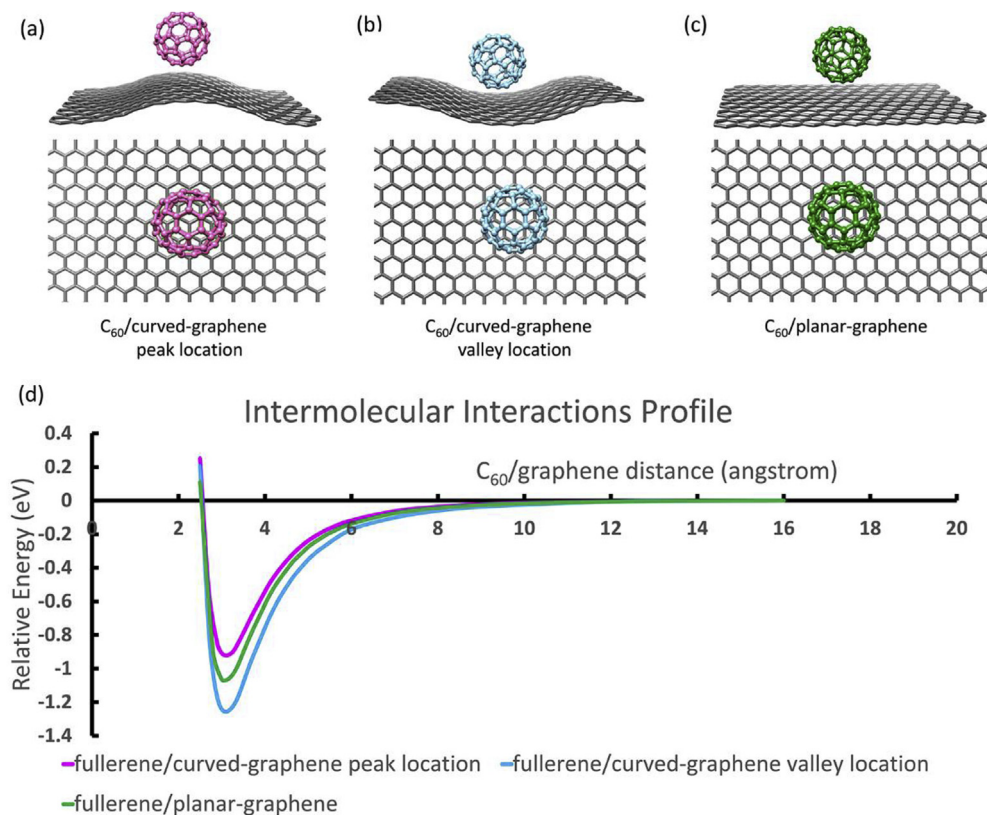 (a)
(b)
(c)
C₆₀/curved-graphene
peak location
C₆₀/curved-graphene
valley location
C₆₀/planar-graphene
(d)
Intermolecular Interactions Profile
C₆₀/graphene distance (angstrom)
Relative Energy (eV)
0.4
0.2
0
-0.2
-0.4
-0.6
-0.8
-1
-1.2
-1.4
0 2 4 6 8 10 12 14 16 18 20
fullerene/curved-graphene peak location
fullerene/curved-graphene valley location
fullerene/planar-graphene